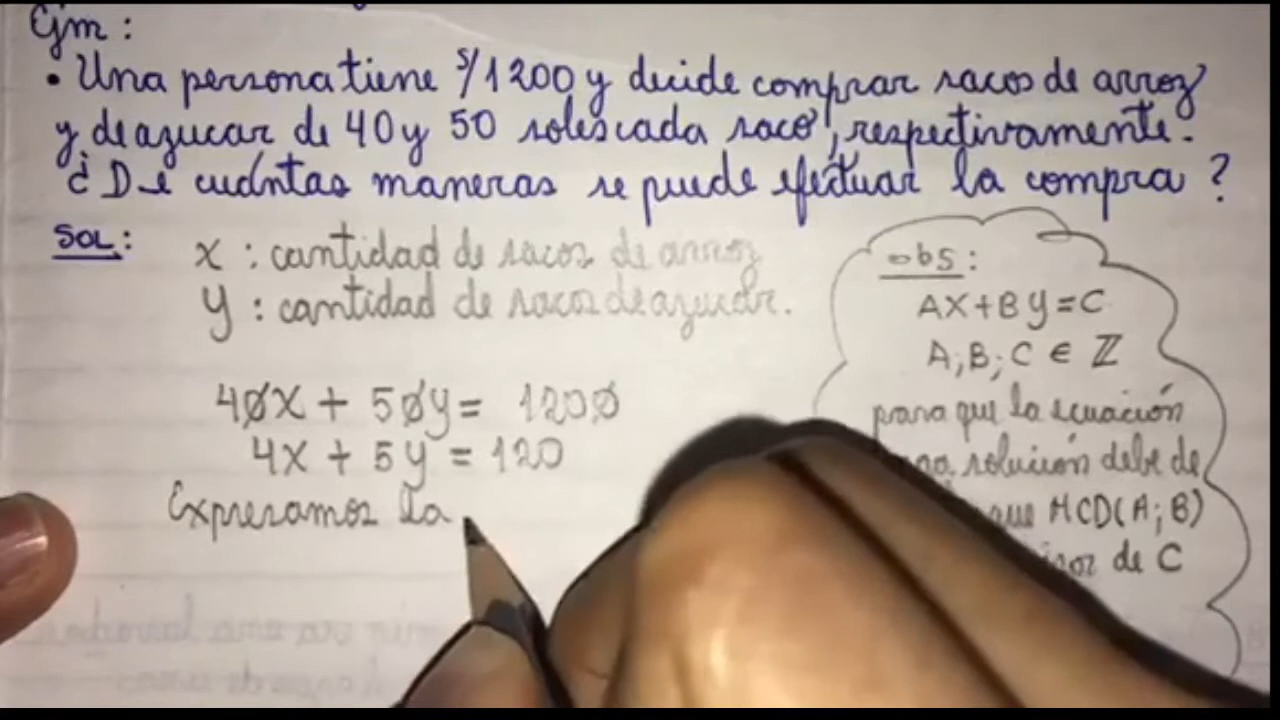 Ejm:
• Una persona tiene S/1200 y decide comprar sacos de arroz
y de azucar de 40 y 50 soles cada saco, respectivamente.
¿De cuántas maneras se puede efectuar la compra?
SOL:
x : cantidad de sacos de arroz
y : cantidad de sacos de azucar.
40x + 50y = 1200
4x + 5y = 120
Expresamos la
obs:
AX+BY=C
A;B;C ∈ ℤ
para que la ecuación
solución debe de
que MCD(A;B)
de C